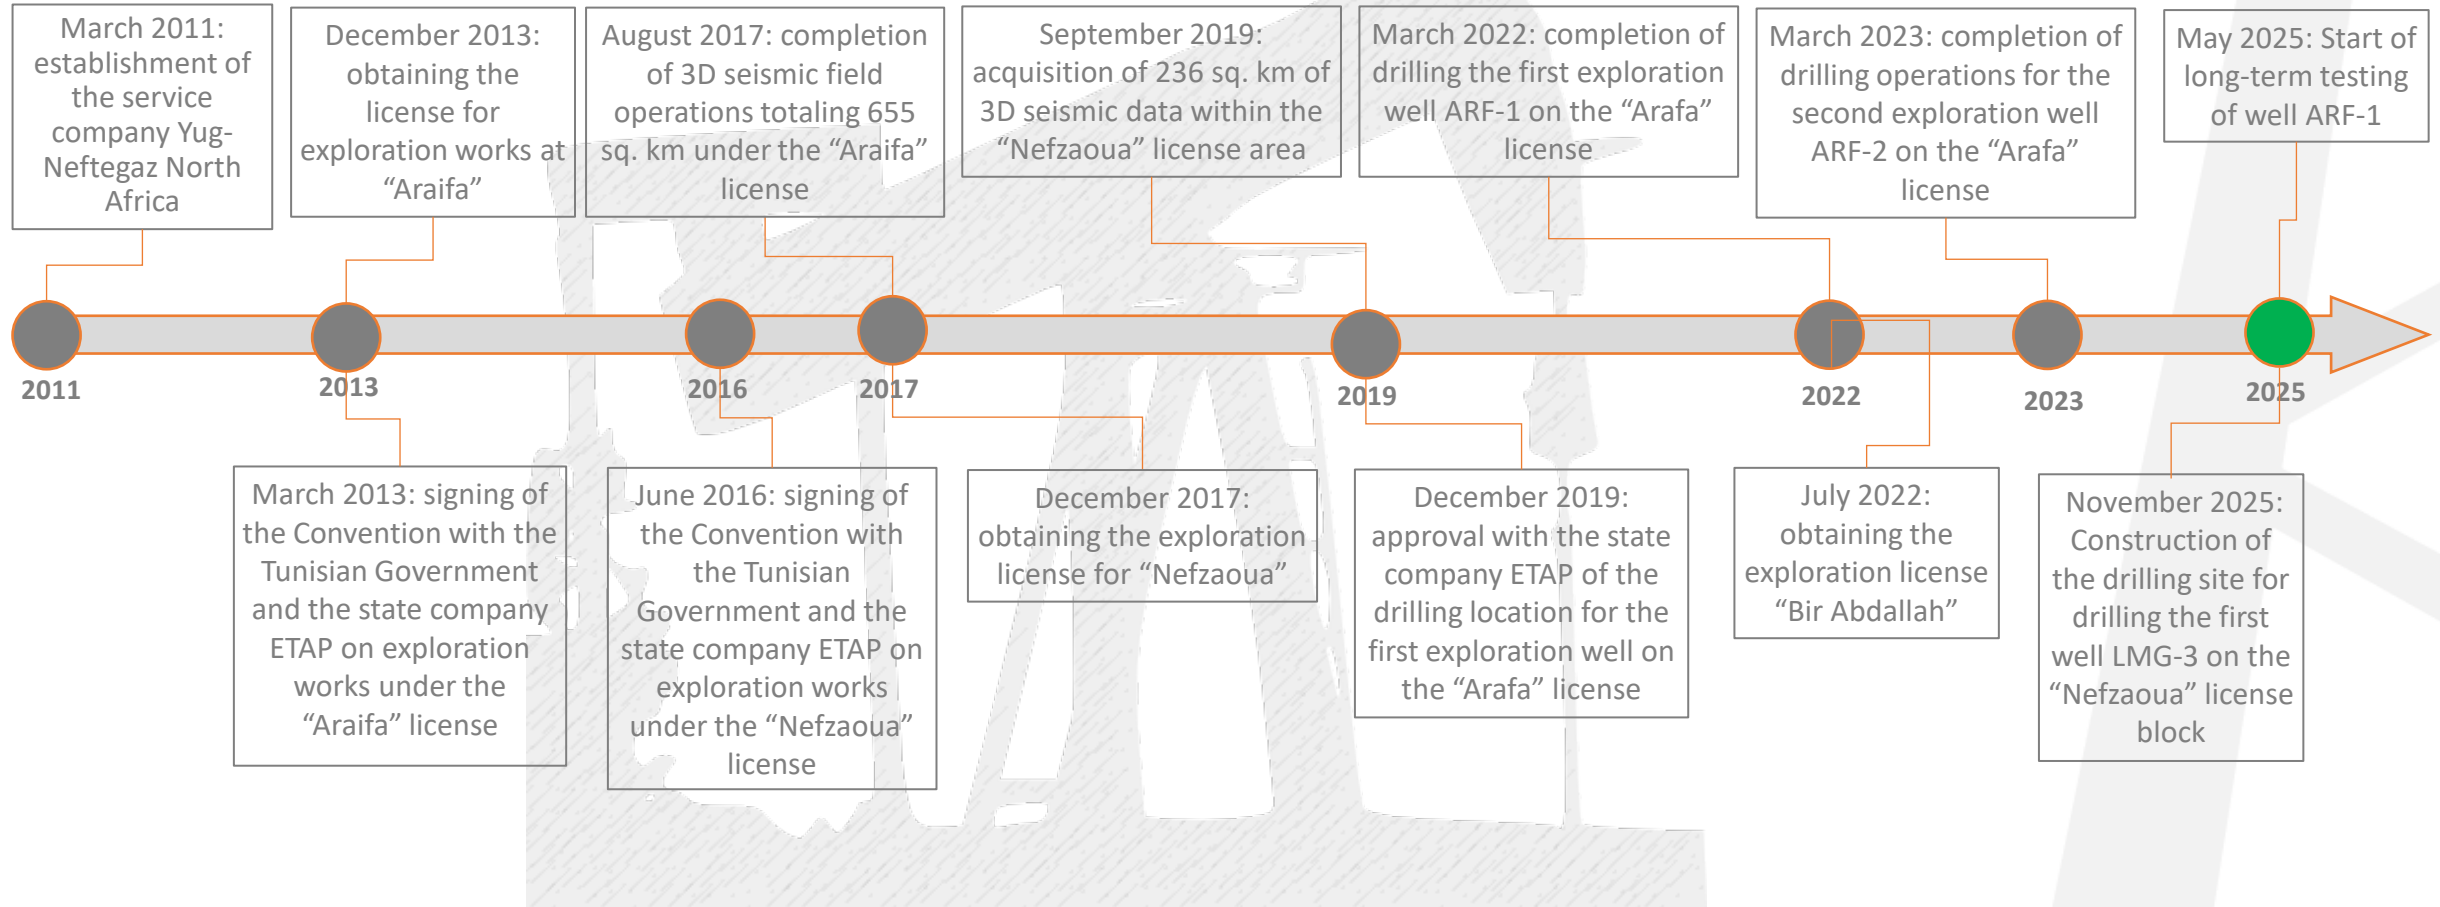 March 2011:
establishment of
the service
company Yug-
Neftegaz North
Africa
December 2013:
obtaining the
license for
exploration works at
“Araifa”
August 2017: completion
of 3D seismic field
operations totaling 655
sq. km under the “Araifa”
license
September 2019:
acquisition of 236 sq. km of
3D seismic data within the
“Nefzaoua” license area
March 2022: completion of
drilling the first exploration
well ARF-1 on the “Arafa”
license
March 2023: completion of
drilling operations for the
second exploration well
ARF-2 on the “Arafa”
license
May 2025: Start of
long-term testing
of well ARF-1
2011
2013
2016
2017
2019
2022
2023
2025
March 2013: signing of
the Convention with the
Tunisian Government
and the state company
ETAP on exploration
works under the
“Araifa” license
June 2016: signing of
the Convention with
the Tunisian
Government and the
state company ETAP on
exploration works
under the “Nefzaoua”
license
December 2017:
obtaining the exploration
license for “Nefzaoua”
December 2019:
approval with the state
company ETAP of the
drilling location for the
first exploration well on
the “Arafa” license
July 2022:
obtaining the
exploration license
“Bir Abdallah”
November 2025:
Construction of
the drilling site for
drilling the first
well LMG-3 on the
“Nefzaoua” license
block